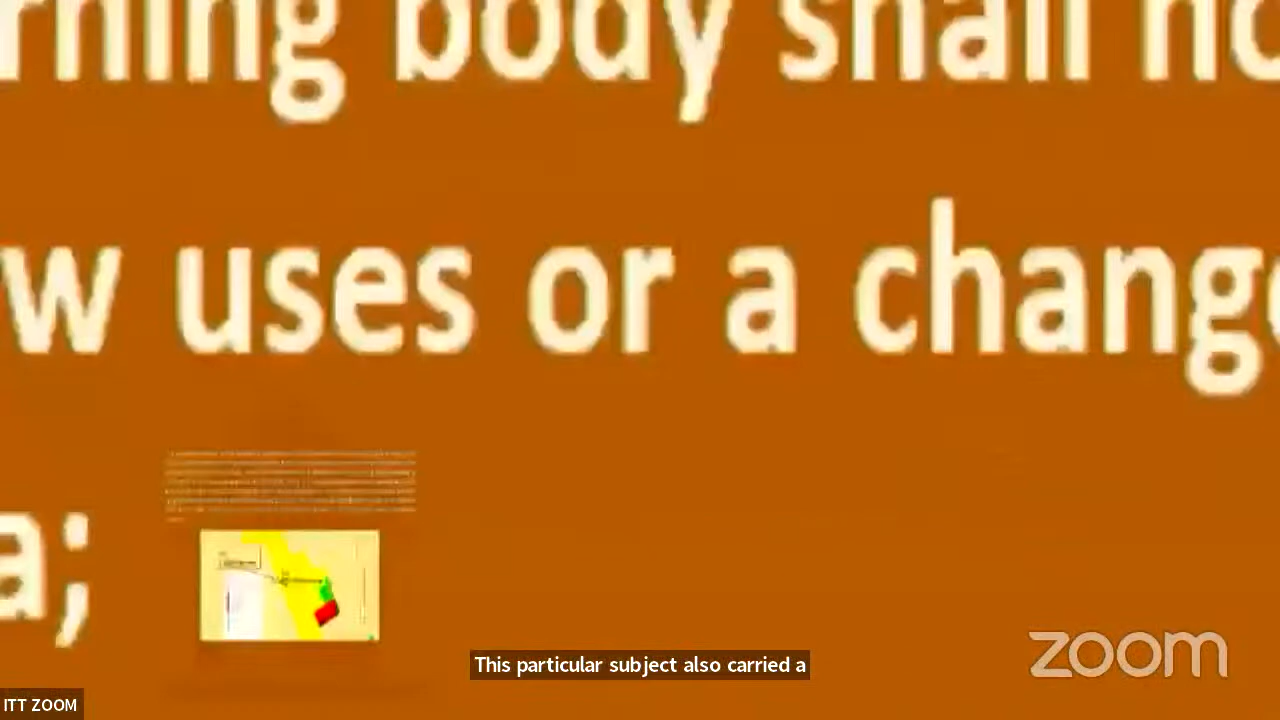 rning body shall no
w uses or a change
a;
This particular subject also carried a
zoom
ITT ZOOM